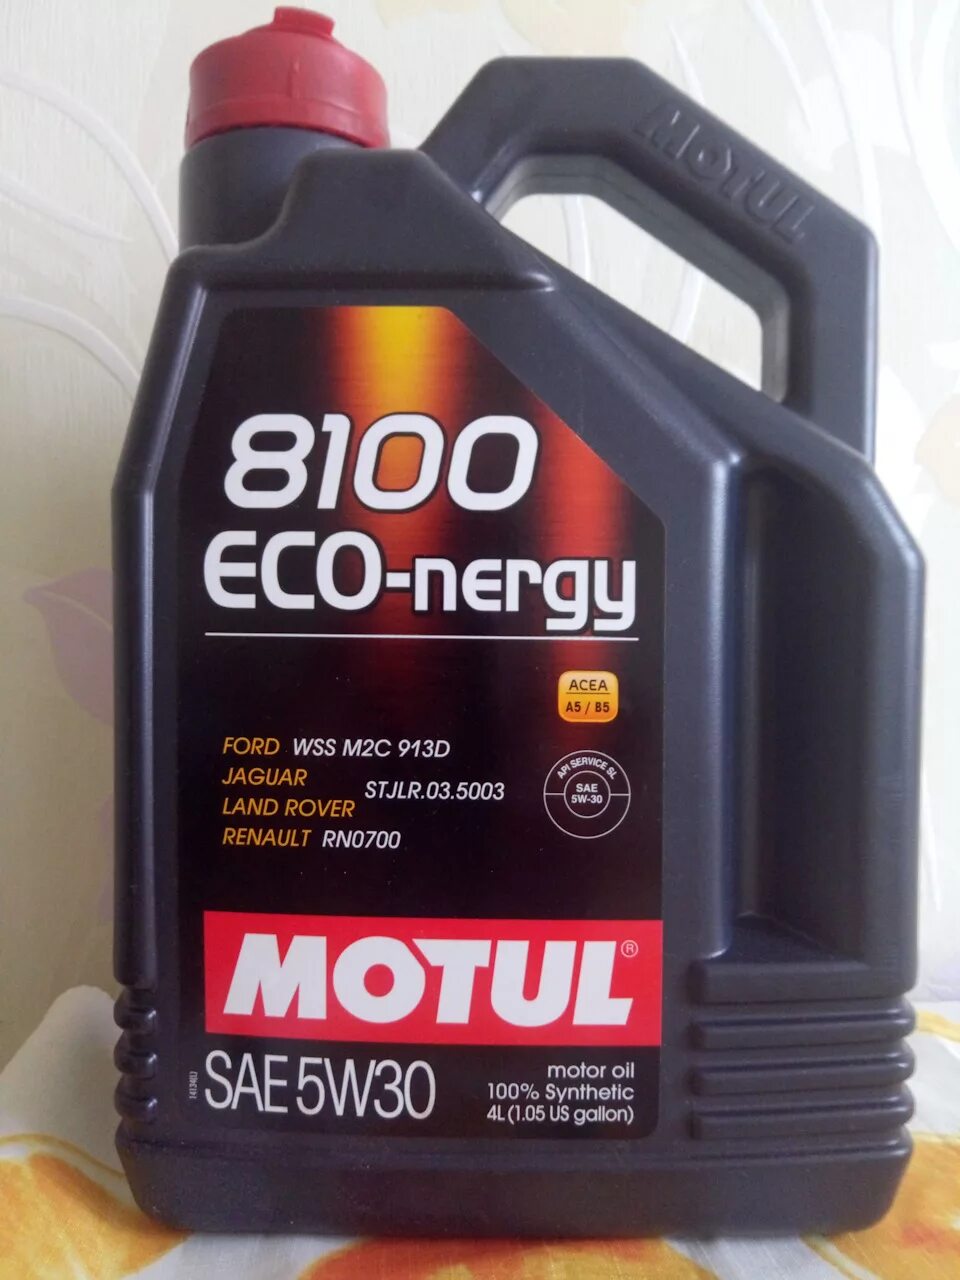 MOTUL
8100
ECO-nergy
ACEA
A5 / B5
FORD WSS M2C 913D
JAGUAR
STJLR.03.5003
LAND ROVER
RENAULT RN0700
API SERVICE SL
SAE
5W-30
MOTUL®
SAE 5W30
motor oil
100% Synthetic
4L (1.05 US gallon)